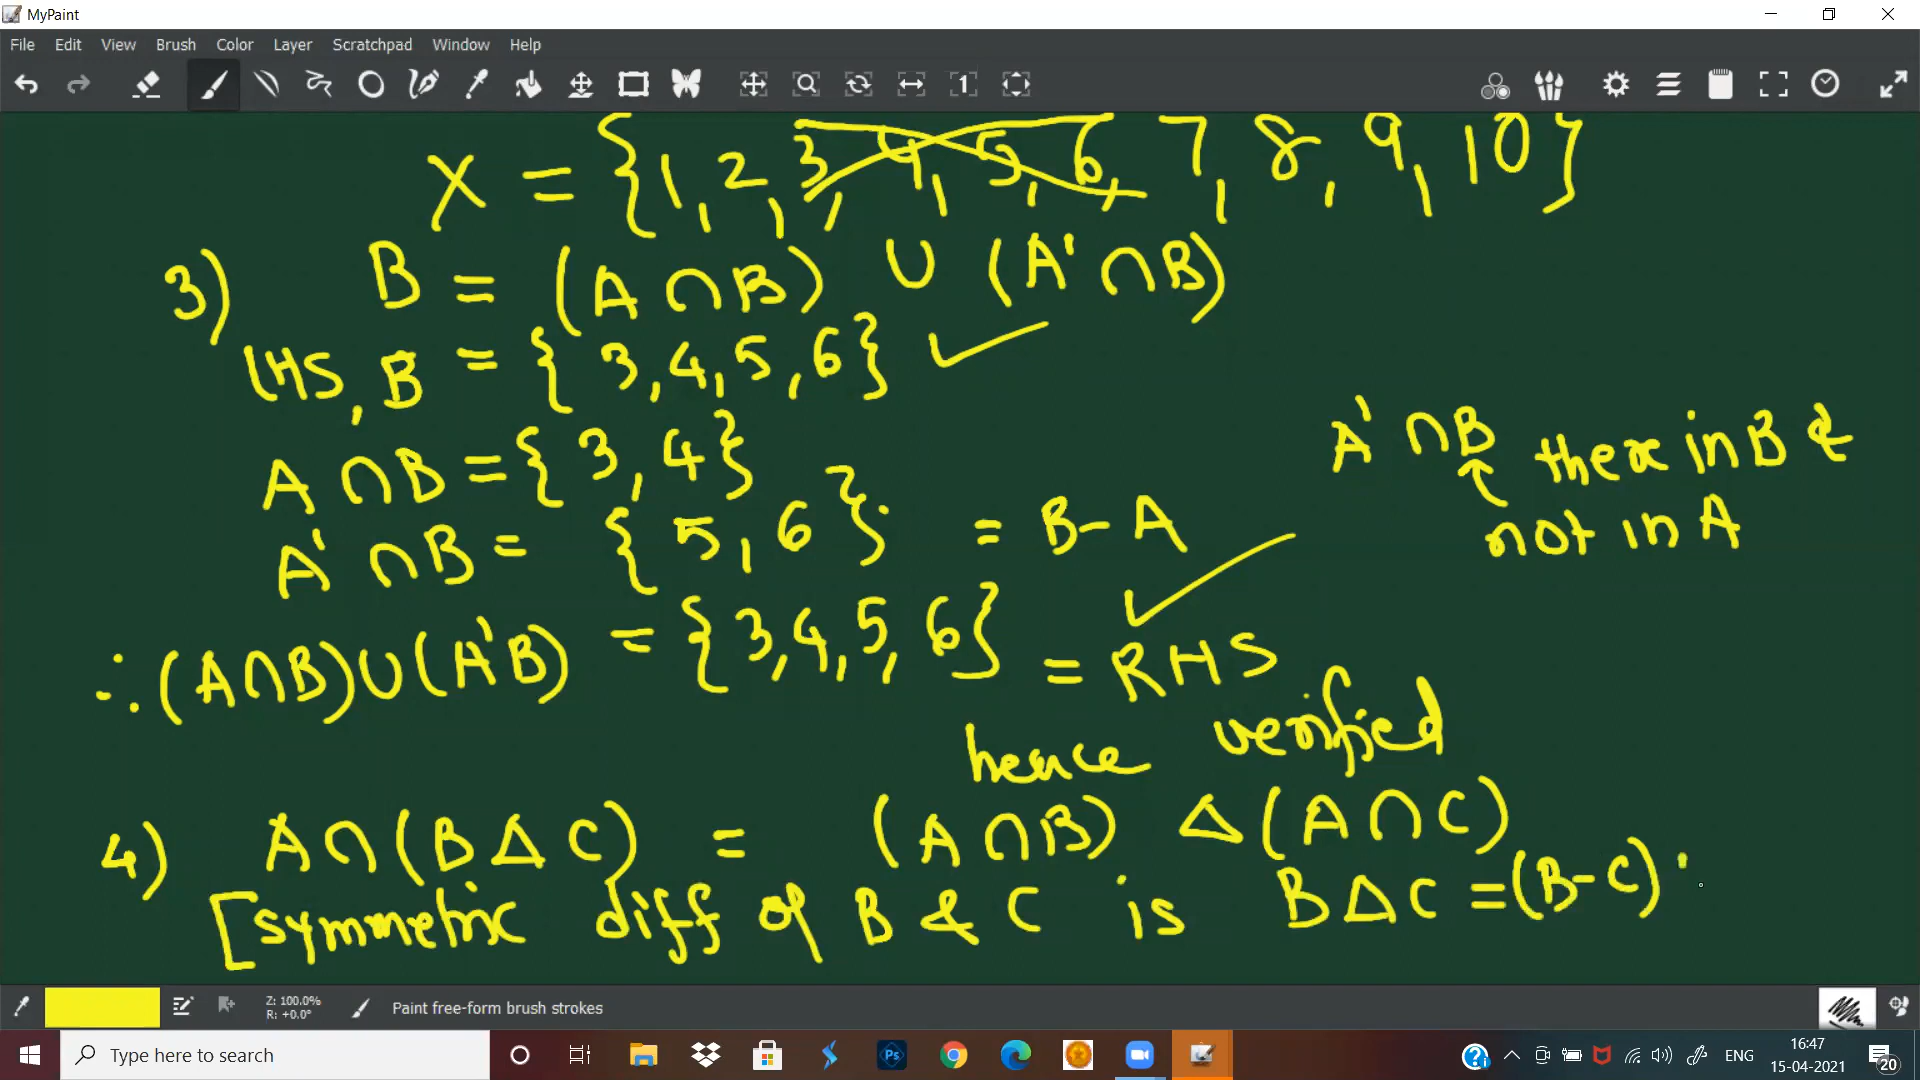 MyPaint
File Edit View Brush Color Layer Scratchpad Window Help
X = {1, 2, 3, 4, 5, 6, 7, 8, 9, 10}
3) B = (A ∩ B) ∪ (A' ∩ B)
LHS, B = {3, 4, 5, 6} ✓
A ∩ B = {3, 4}
A' ∩ B there in B &
not in A
A' ∩ B = {5, 6} = B - A
∴ (A ∩ B) ∪ (A' B) = {3, 4, 5, 6} = RHS ✓
hence verified
4) A ∩ (B Δ C) = (A ∩ B) Δ (A ∩ C)
[symmetric diff of B & C is B Δ C = (B - C)
Z: 100.0%
R: +0.0°
Paint free-form brush strokes
Type here to search
Ps
ENG
16:47
15-04-2021
20